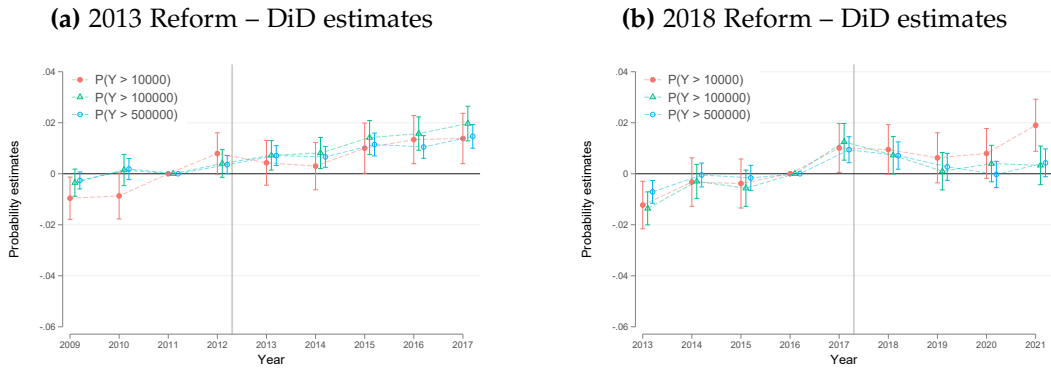 (a) 2013 Reform – DiD estimates
.04
.02
0
-.02
-.04
-.06
Probability estimates
P(Y > 10000)
P(Y > 100000)
P(Y > 500000)
2009 2010 2011 2012 2013 2014 2015 2016 2017
Year
(b) 2018 Reform – DiD estimates
.04
.02
0
-.02
-.04
-.06
Probability estimates
P(Y > 10000)
P(Y > 100000)
P(Y > 500000)
2013 2014 2015 2016 2017 2018 2019 2020 2021
Year